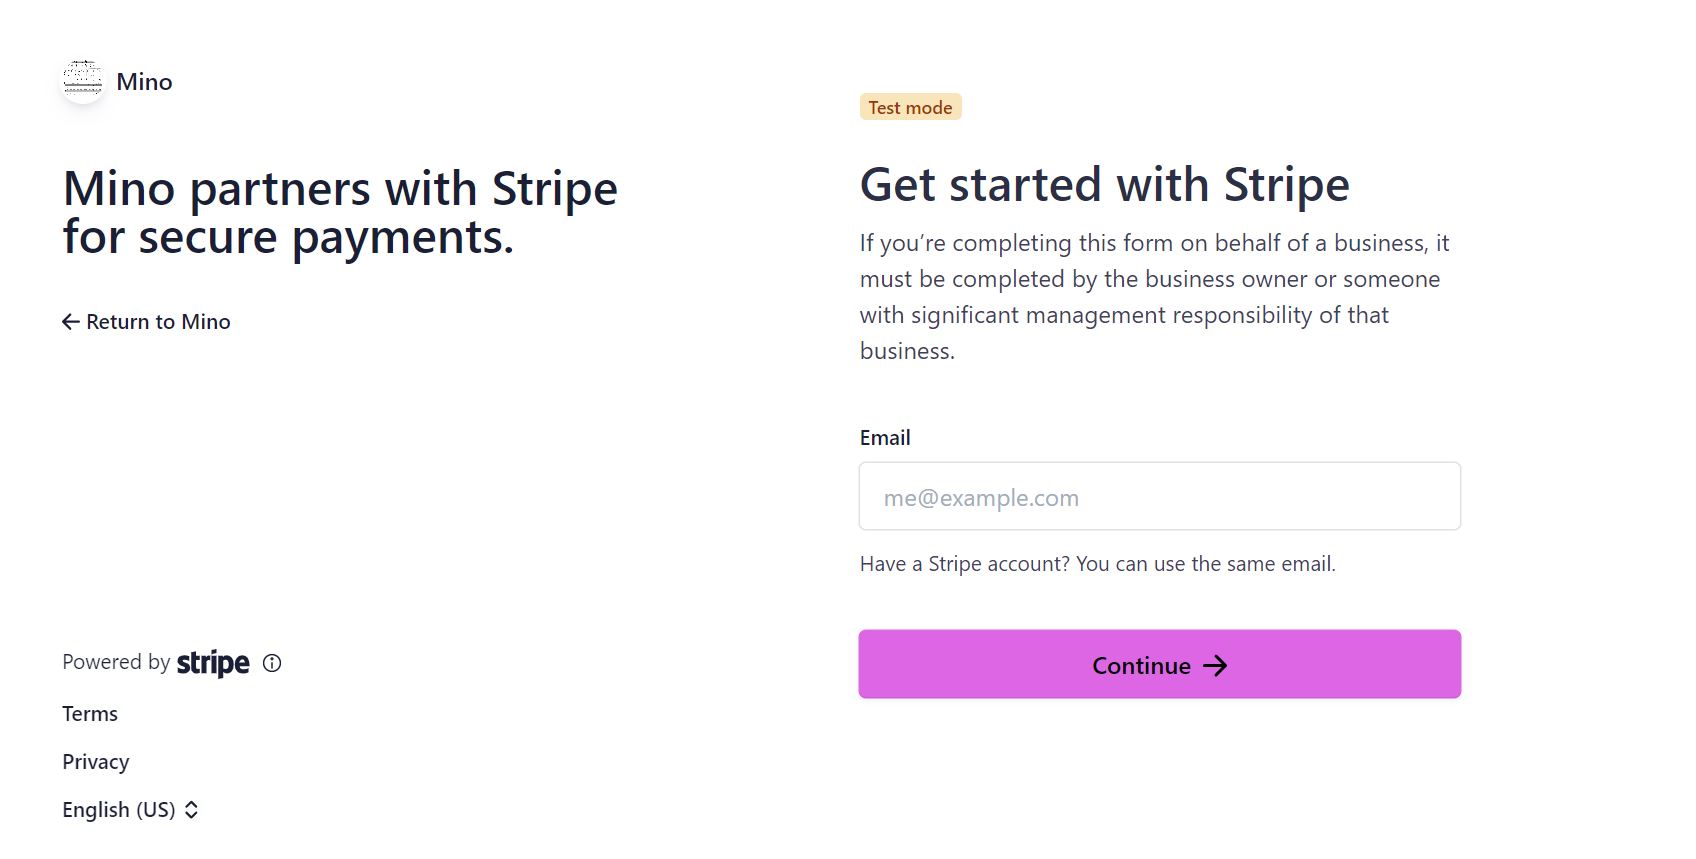 Mino
Mino partners with Stripe
for secure payments.
← Return to Mino
Powered by stripe
Terms
Privacy
English (US)
Test mode
Get started with Stripe
If you’re completing this form on behalf of a business, it
must be completed by the business owner or someone
with significant management responsibility of that
business.
Email
me@example.com
Have a Stripe account? You can use the same email.
Continue →